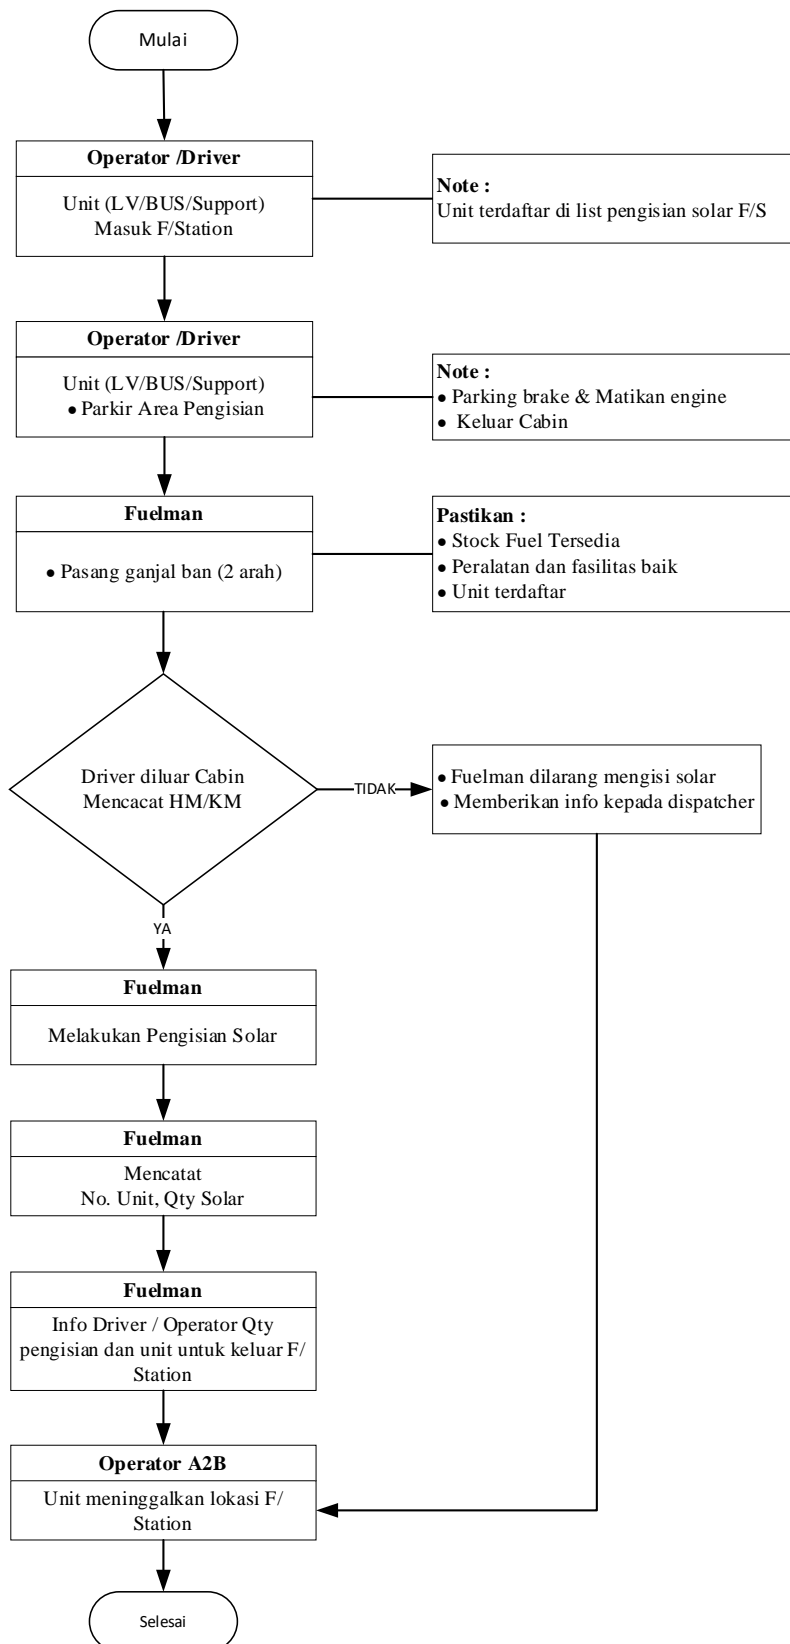 Mulai
Operator /Driver
Unit (LV/BUS/Support)
Masuk F/Station
Note :
Unit terdaftar di list pengisian solar F/S
Operator /Driver
Unit (LV/BUS/Support)
• Parkir Area Pengisian
Note :
• Parking brake & Matikan engine
• Keluar Cabin
Fuelman
• Pasang ganjal ban (2 arah)
Pastikan :
• Stock Fuel Tersedia
• Peralatan dan fasilitas baik
• Unit terdaftar
Driver diluar Cabin
Mencacat HM/KM
TIDAK
• Fuelman dilarang mengisi solar
• Memberikan info kepada dispatcher
YA
Fuelman
Melakukan Pengisian Solar
Fuelman
Mencatat
No. Unit, Qty Solar
Fuelman
Info Driver / Operator Qty
pengisian dan unit untuk keluar F/
Station
Operator A2B
Unit meninggalkan lokasi F/
Station
Selesai